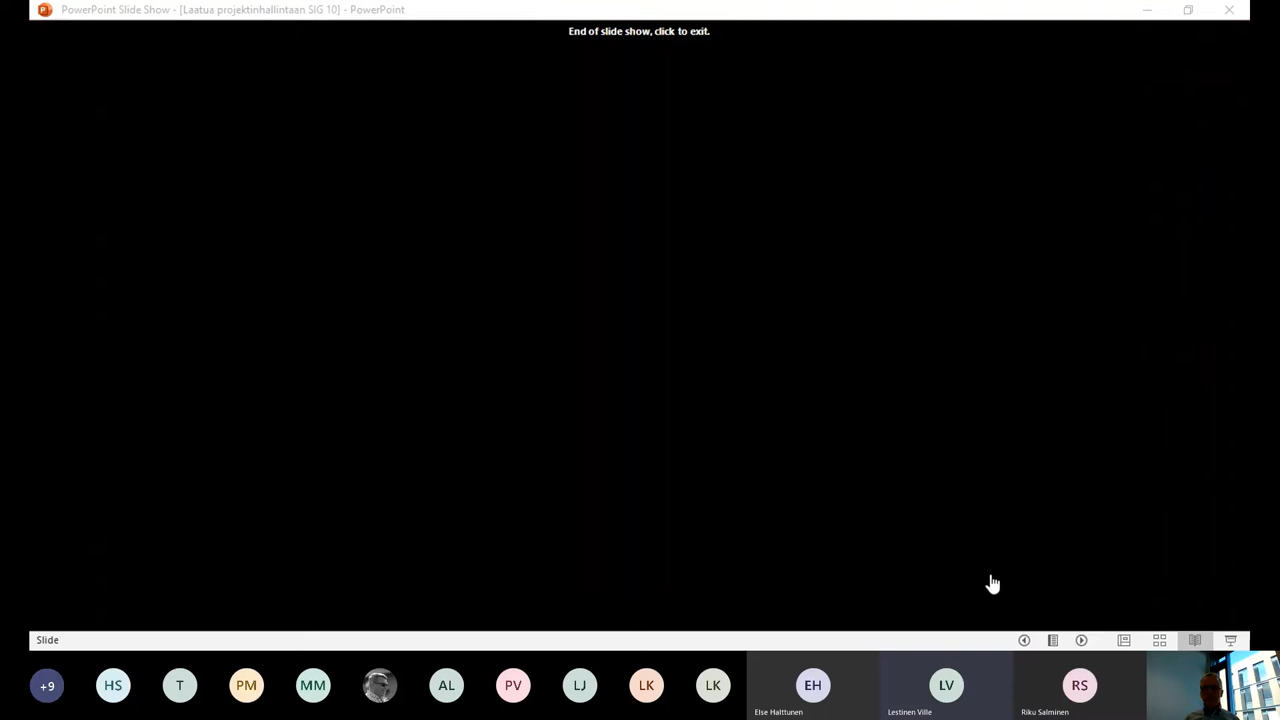 PowerPoint Slide Show - [Laatua projektinhallintaan SIG 10] - PowerPoint
End of slide show, click to exit.
Slide
+9
HS
T
PM
MM
AL
PV
LJ
LK
LK
EH
LV
RS
Else Halttunen
Lestinen Ville
Riku Salminen